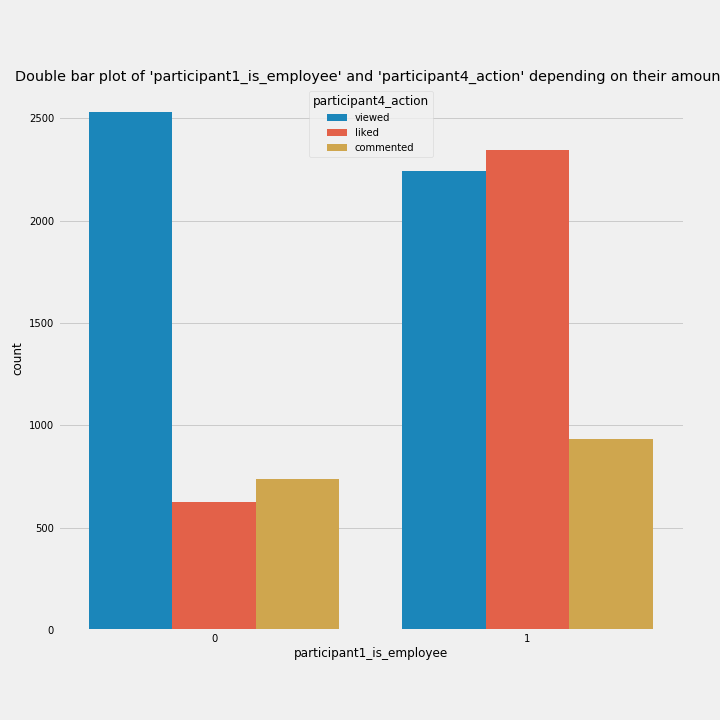 Double bar plot of 'participant1_is_employee' and 'participant4_action' depending on their amoun
participant4_action
viewed
liked
commented
2500
2000
1500
1000
500
0
count
0 1
participant1_is_employee